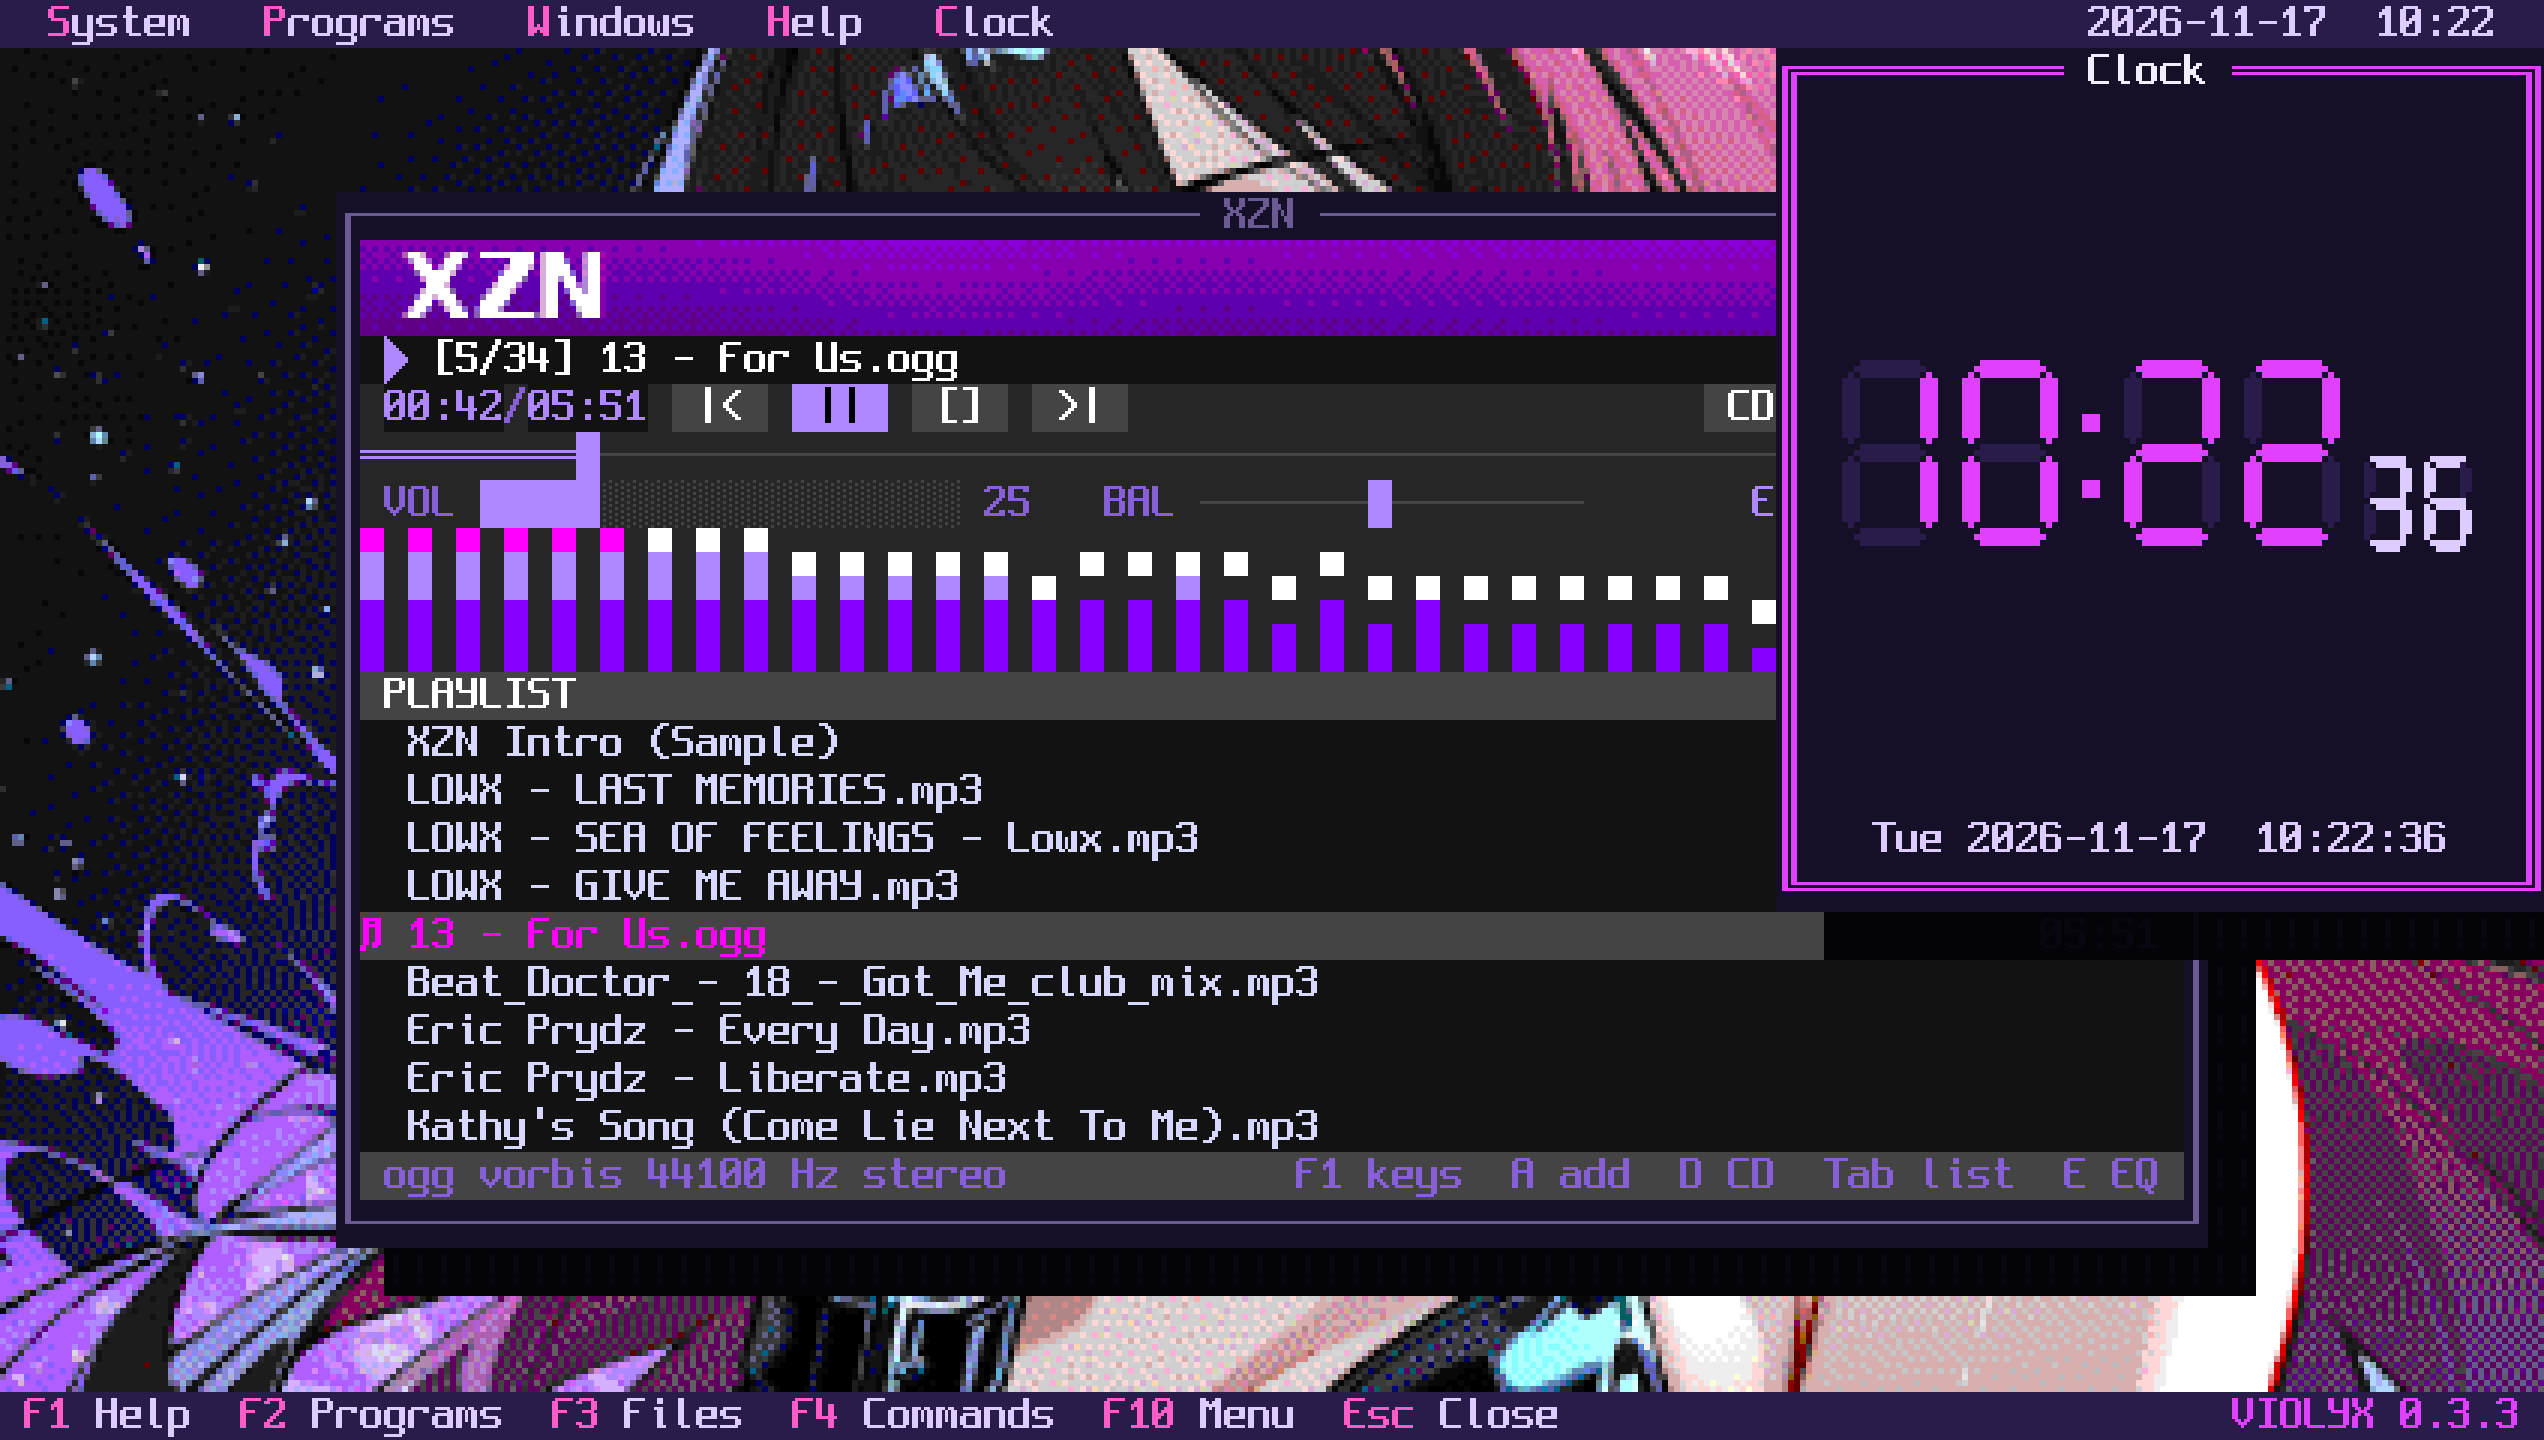 System Programs Windows Help Clock 2026-11-17 10:22
Clock
XZN
XZN
[5/34] 13 - For Us.ogg
00:42/05:51 |< || [] >| CD
VOL 25 BAL E
10:22 36
PLAYLIST
XZN Intro (Sample)
LOWX - LAST MEMORIES.mp3
LOWX - SEA OF FEELINGS - Lowx.mp3
Tue 2026-11-17 10:22:36
LOWX - GIVE ME AWAY.mp3
♫ 13 - For Us.ogg 05:51
Beat_Doctor_-_18_-_Got_Me_club_mix.mp3
Eric Prydz - Every Day.mp3
Eric Prydz - Liberate.mp3
Kathy's Song (Come Lie Next To Me).mp3
ogg vorbis 44100 Hz stereo F1 keys A add D CD Tab list E EQ
F1 Help F2 Programs F3 Files F4 Commands F10 Menu Esc Close VIOLYX 0.3.3